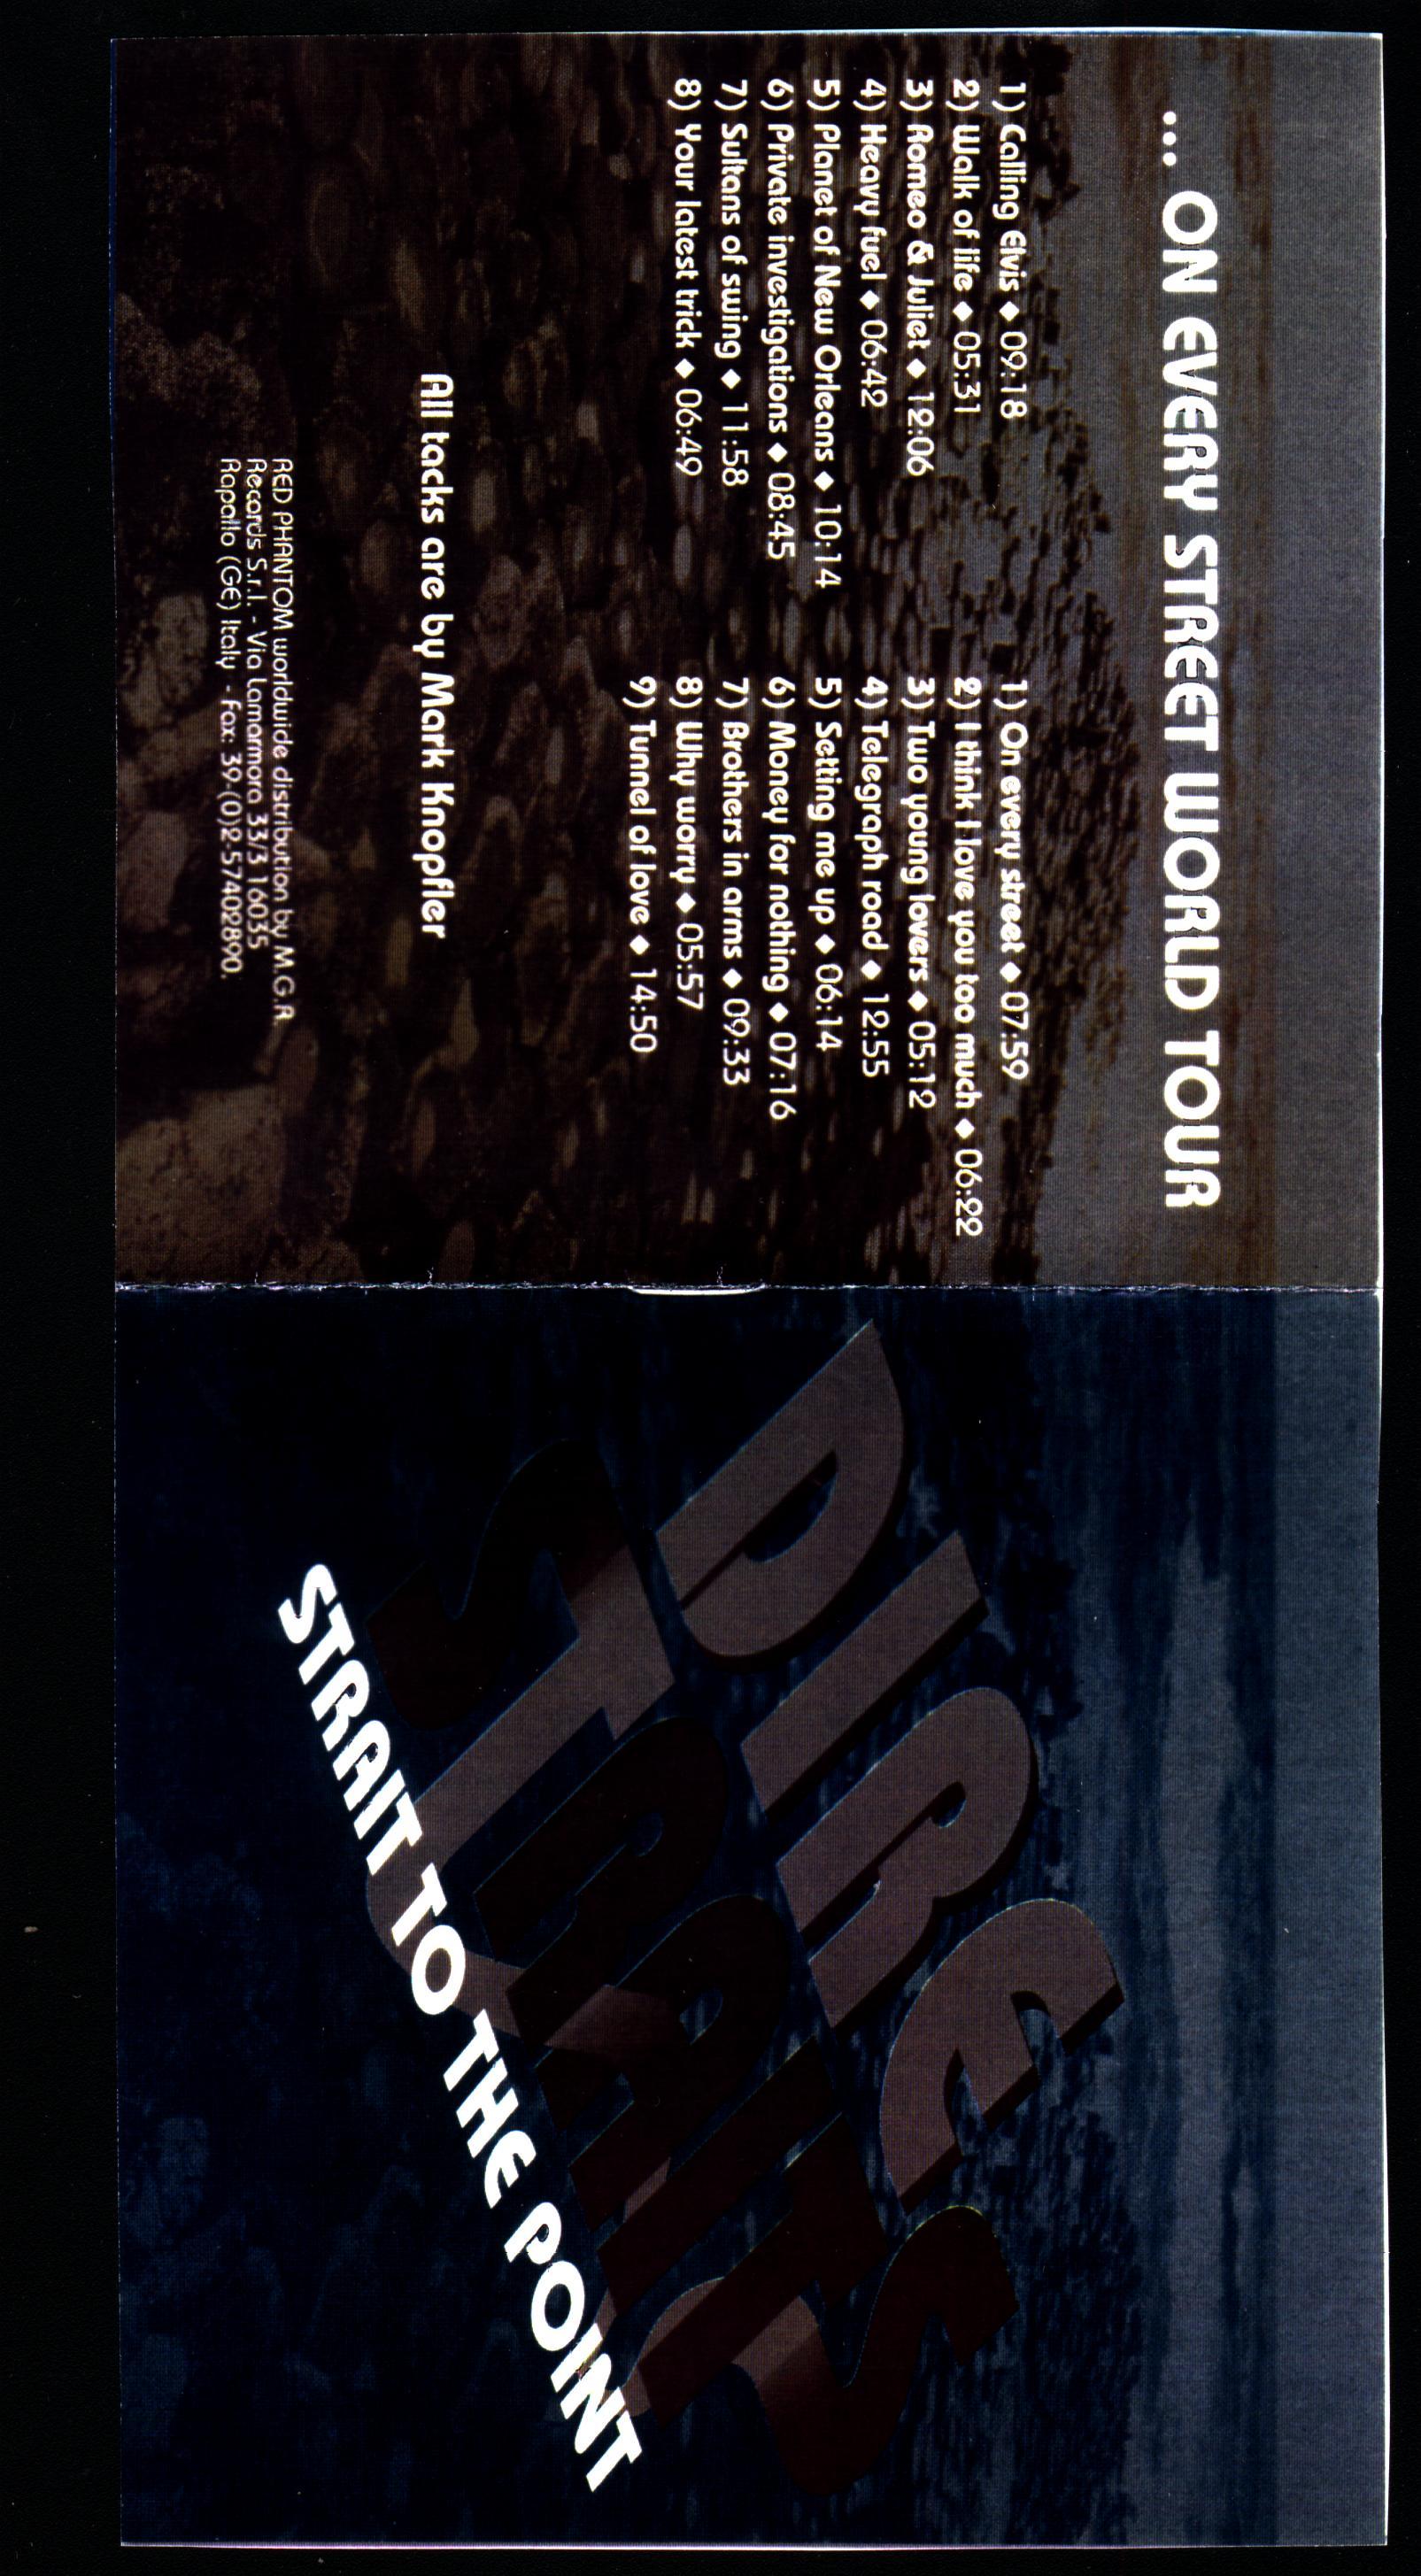 ... ON EVERY STREET WORLD TOUR
1) Calling Elvis ◆ 09:18
2) Walk of life ◆ 05:31
3) Romeo & Juliet ◆ 12:06
4) Heavy fuel ◆ 06:42
5) Planet of New Orleans ◆ 10:14
6) Private investigations ◆ 08:45
7) Sultans of swing ◆ 11:58
8) Your latest trick ◆ 06:49
1) On every street ◆ 07:59
2) I think I love you too much ◆ 06:22
3) Two young lovers ◆ 05:12
4) Telegraph road ◆ 12:55
5) Setting me up ◆ 06:14
6) Money for nothing ◆ 07:16
7) Brothers in arms ◆ 09:33
8) Why worry ◆ 05:57
9) Tunnel of love ◆ 14:50
All tacks are by Mark Knopfler
RED PHANTOM worldwide distribution by M.G.R.
Records S.r.l. - Via Lamarmora 33/3 16035
Rapallo (GE) Italy - Fax: 39-(0)2-57402890.
DIRE
STRAITS
STRAIT TO THE POINT